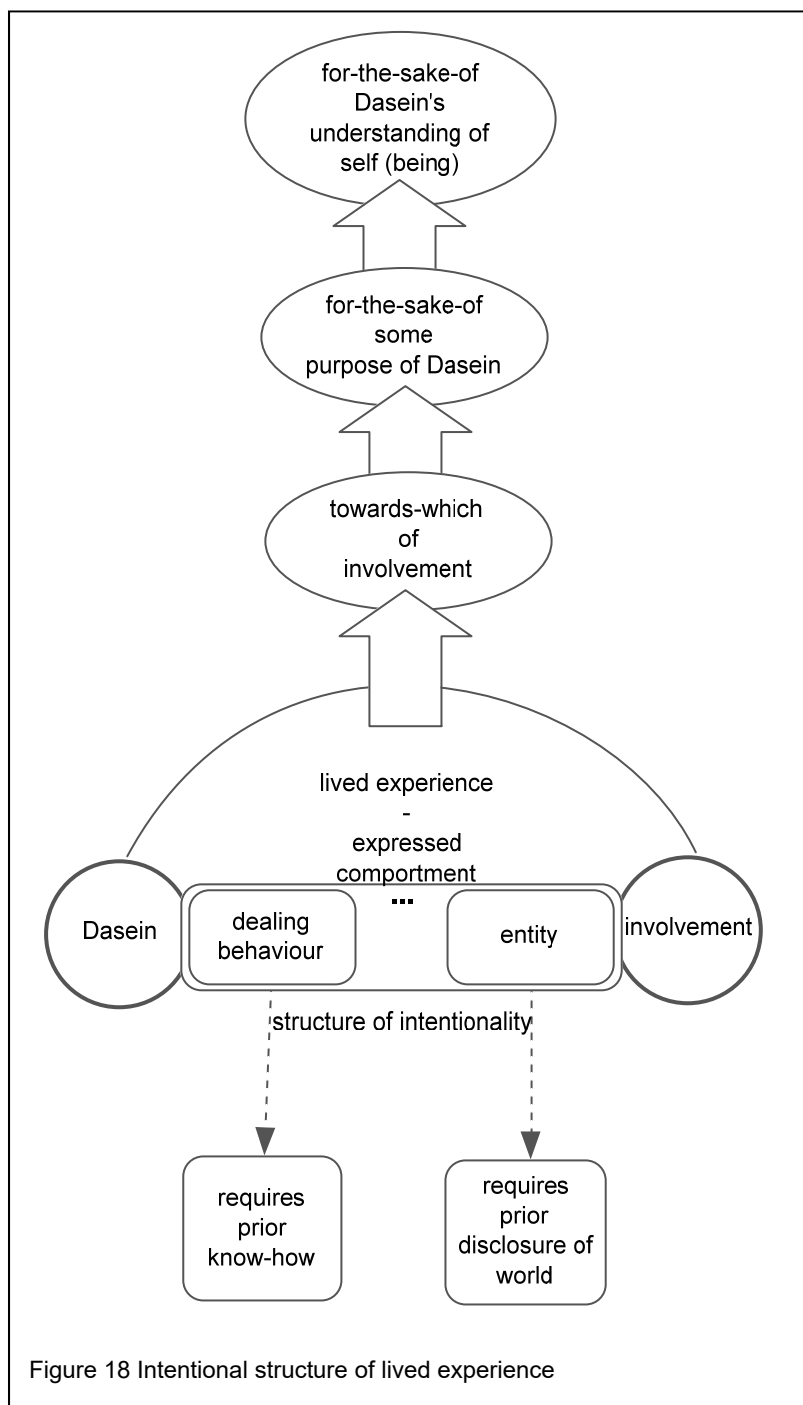 for-the-sake-of
Dasein's
understanding of
self (being)
for-the-sake-of
some
purpose of Dasein
towards-which
of
involvement
lived experience
-
expressed
comportment
...
Dasein
dealing
behaviour
entity
involvement
structure of intentionality
requires
prior
know-how
requires
prior
disclosure of
world
Figure 18 Intentional structure of lived experience